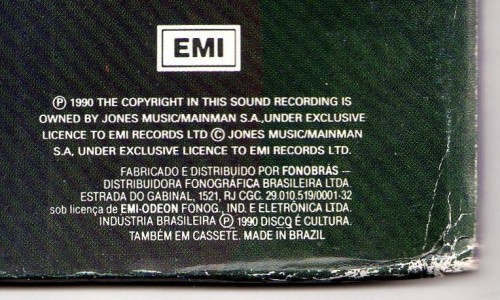 EMI
Ⓟ 1990 THE COPYRIGHT IN THIS SOUND RECORDING IS
OWNED BY JONES MUSIC/MAINMAN S.A.,UNDER EXCLUSIVE
LICENCE TO EMI RECORDS LTD Ⓒ JONES MUSIC/MAINMAN
S.A, UNDER EXCLUSIVE LICENCE TO EMI RECORDS LTD.
FABRICADO E DISTRIBUÍDO POR FONOBRÁS —
DISTRIBUIDORA FONOGRÁFICA BRASILEIRA LTDA
ESTRADA DO GABINAL, 1521, RJ CGC. 29.010.519/0001-32
sob licença de EMI-ODEON FONOG., IND. E ELETRÔNICA LTDA.
INDUSTRIA BRASILEIRA Ⓟ 1990 DISCO É CULTURA.
TAMBÉM EM CASSETE. MADE IN BRAZIL